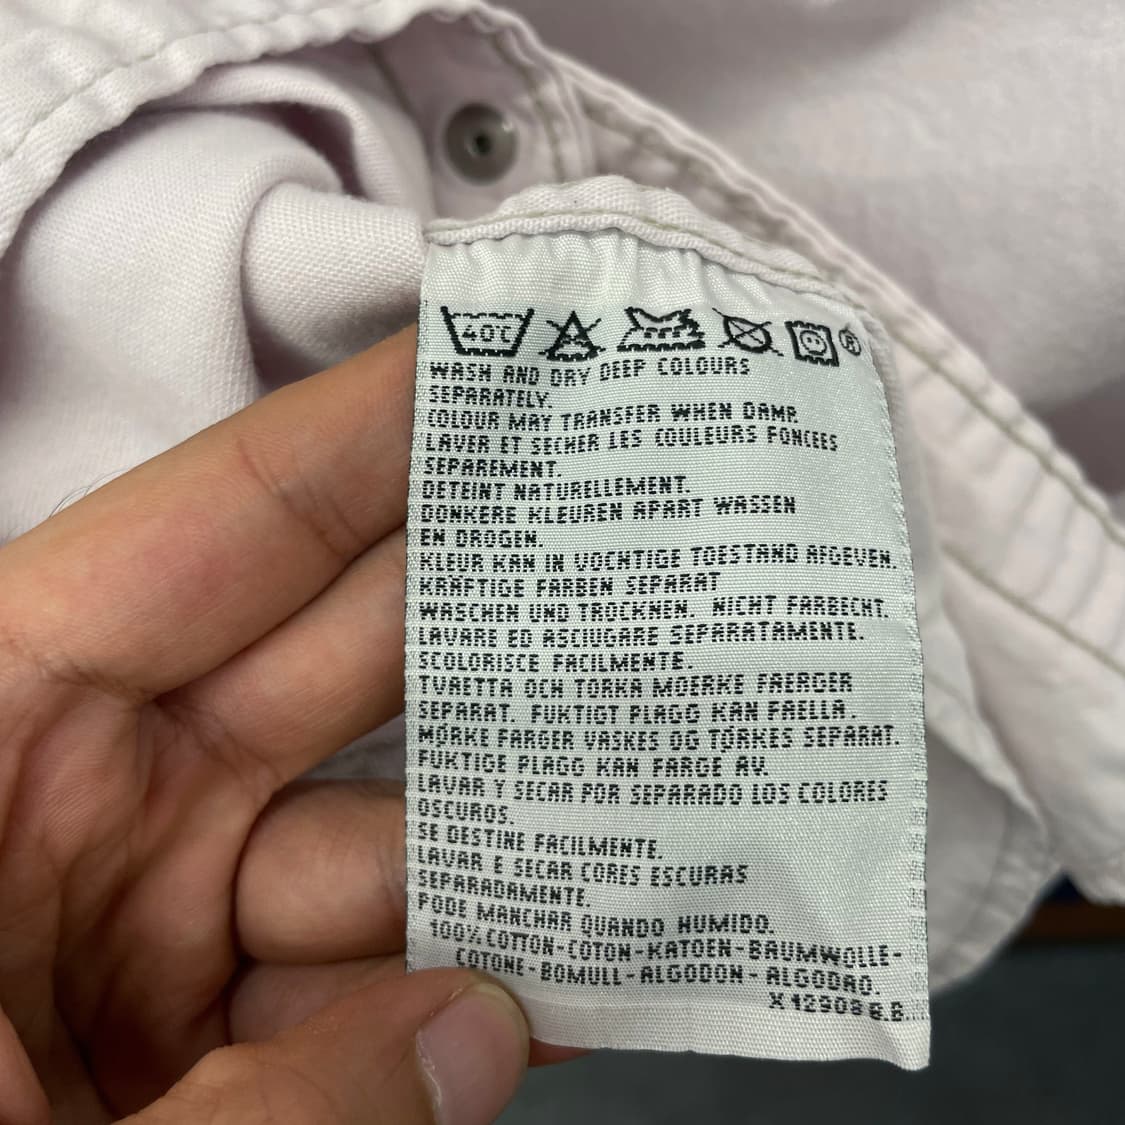 40°C
®
WASH AND DRY DEEP COLOURS
SEPARATELY.
COLOUR MAY TRANSFER WHEN DAMP.
LAVER ET SECHER LES COULEURS FONCEES
SEPAREMENT.
DETEINT NATURELLEMENT.
DONKERE KLEUREN APART WASSEN
EN DROGEN.
KLEUR KAN IN VOCHTIGE TOESTAND AFGEVEN.
KRÄFTIGE FARBEN SEPARAT
WASCHEN UND TROCKNEN. NICHT FARBECHT.
LAVARE ED ASCIUGARE SEPARATAMENTE.
SCOLORISCE FACILMENTE.
TVAETTA OCH TORKA MOERKE FAERGER
SEPARAT. FUKTIGT PLAGG KAN FAELLA.
MØRKE FARGER VASKES OG TØRKES SEPARAT.
FUKTIGE PLAGG KAN FARGE AV.
LAVAR Y SECAR POR SEPARADO LOS COLORES
OSCUROS.
SE DESTINE FACILMENTE.
LAVAR E SECAR CORES ESCURAS
SEPARADAMENTE.
PODE MANCHAR QUANDO HUMIDO.
100% COTTON-COTON-KATOEN-BAUMWOLLE-
COTONE-BOMULL-ALGODON-ALGODAO.